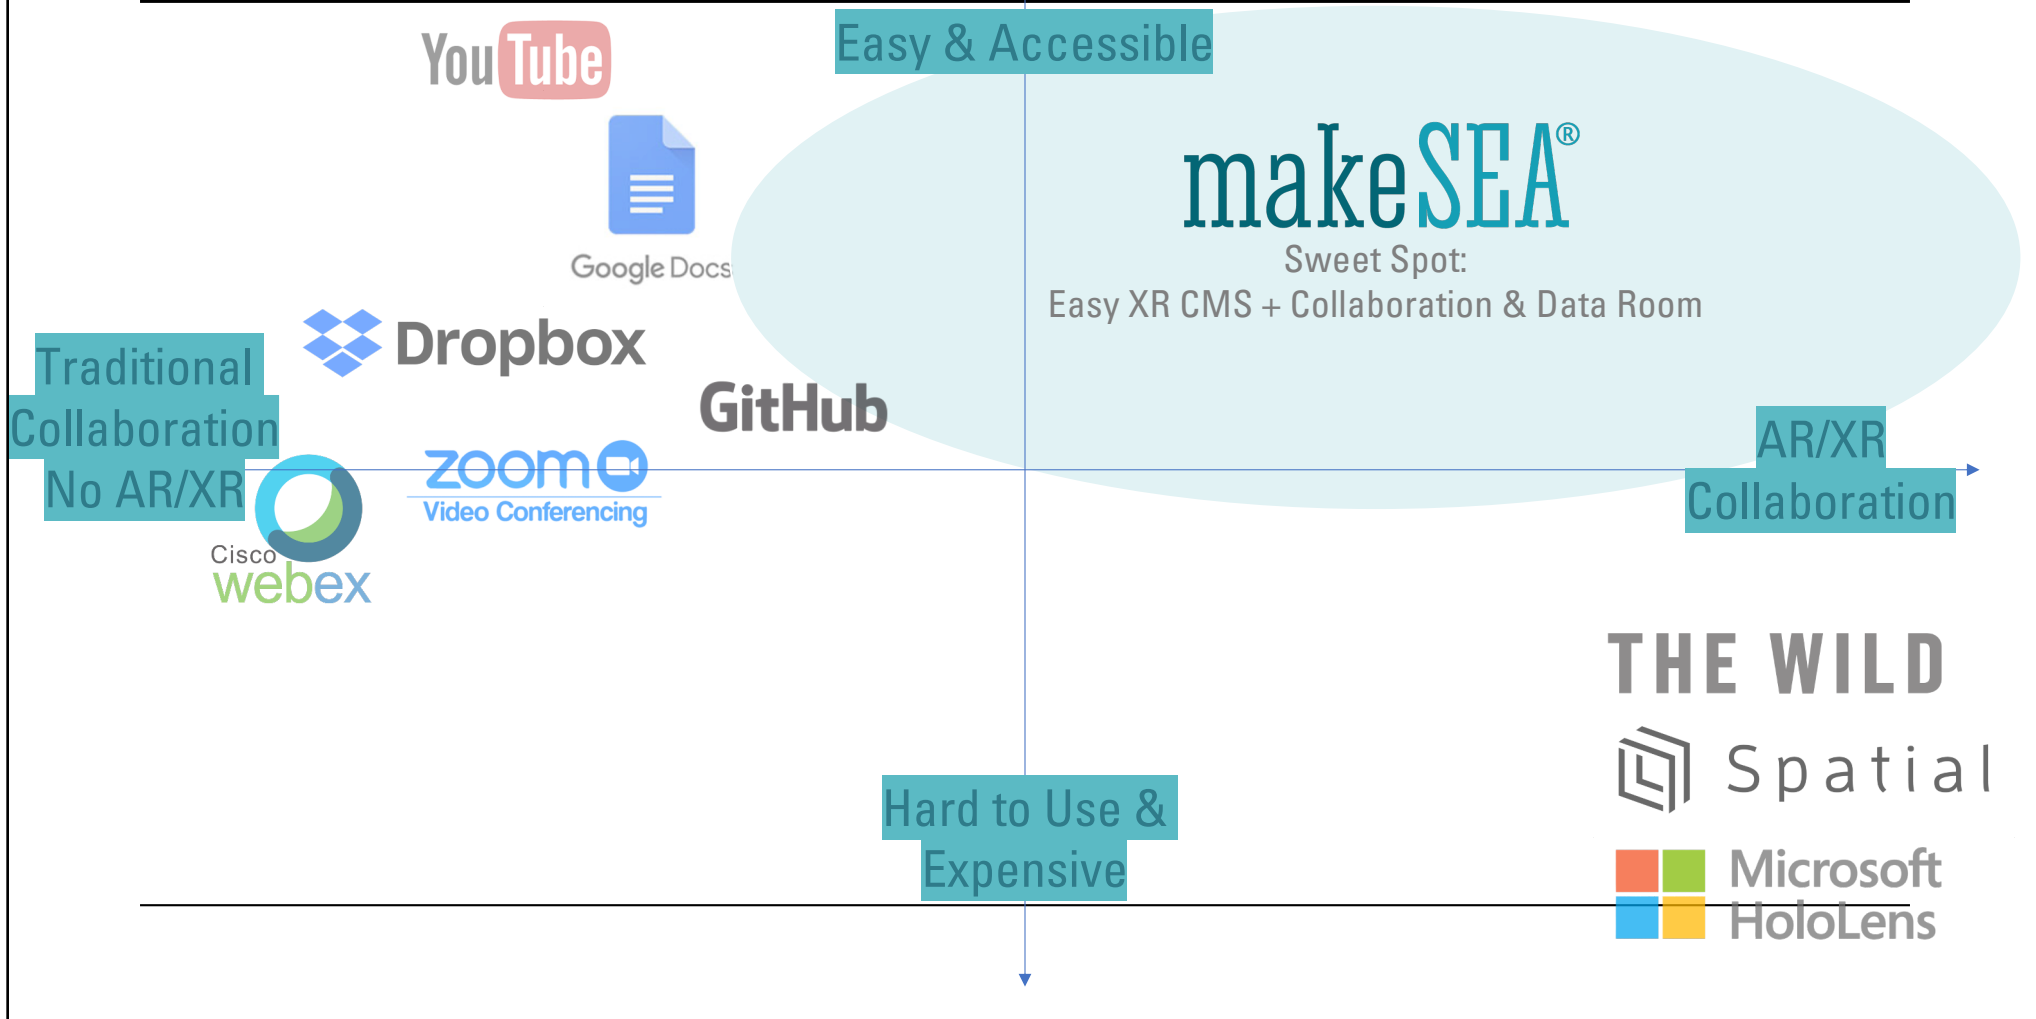 YouTube
Easy & Accessible
makeSEA®
Google Docs
Sweet Spot:
Easy XR CMS + Collaboration & Data Room
Dropbox
Traditional
Collaboration
No AR/XR
GitHub
AR/XR
Collaboration
zoom
Video Conferencing
Cisco
webex
THE WILD
Spatial
Hard to Use &
Expensive
Microsoft
HoloLens